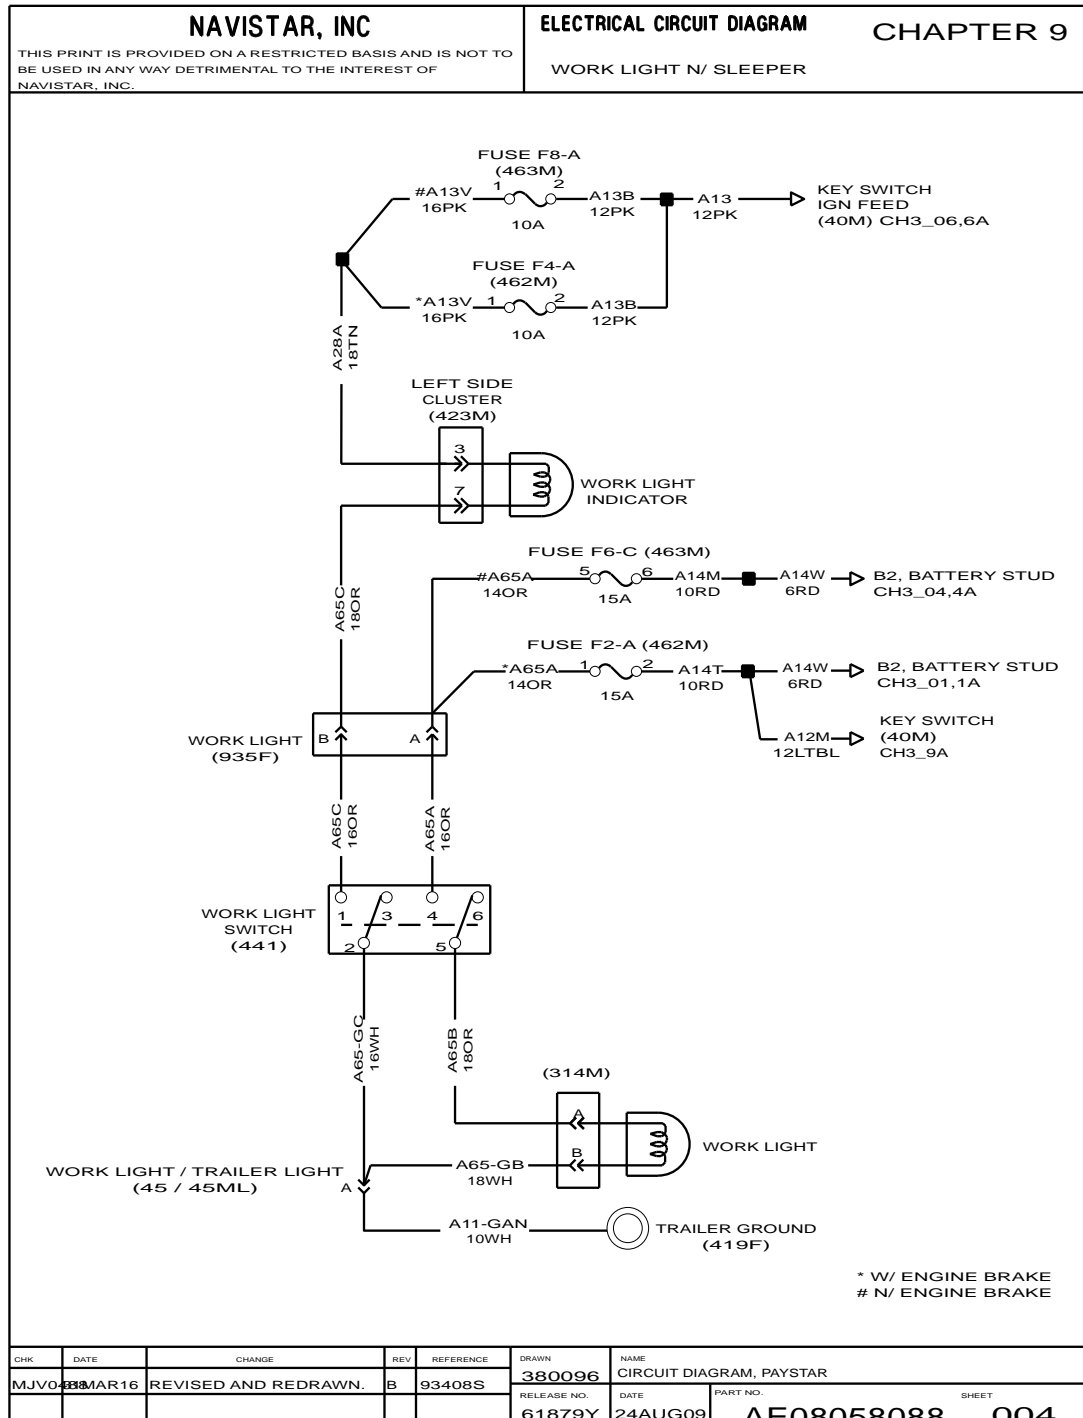 NAVISTAR, INC
THIS PRINT IS PROVIDED ON A RESTRICTED BASIS AND IS NOT TO
BE USED IN ANY WAY DETRIMENTAL TO THE INTEREST OF
NAVISTAR, INC.
ELECTRICAL CIRCUIT DIAGRAM
WORK LIGHT N/ SLEEPER
CHAPTER 9
FUSE F8-A
(463M)
#A13V
16PK
1
2
10A
A13B
12PK
A13
12PK
KEY SWITCH
IGN FEED
(40M) CH3_06,6A
FUSE F4-A
(462M)
*A13V
16PK
1
2
10A
A13B
12PK
A28A
18TN
LEFT SIDE
CLUSTER
(423M)
3
7
WORK LIGHT
INDICATOR
A65C
18OR
FUSE F6-C (463M)
#A65A
14OR
5
6
15A
A14M
10RD
A14W
6RD
B2, BATTERY STUD
CH3_04,4A
FUSE F2-A (462M)
*A65A
14OR
1
2
15A
A14T
10RD
A14W
6RD
B2, BATTERY STUD
CH3_01,1A
A12M
12LTBL
KEY SWITCH
(40M)
CH3_9A
WORK LIGHT
(935F)
B
A
A65C
16OR
A65A
16OR
WORK LIGHT
SWITCH
(441)
1
3
4
6
2
5
A65-GC
16WH
A65B
18OR
(314M)
A
B
WORK LIGHT
A65-GB
18WH
WORK LIGHT / TRAILER LIGHT
(45 / 45ML)
A
A11-GAN
10WH
TRAILER GROUND
(419F)
* W/ ENGINE BRAKE
# N/ ENGINE BRAKE
CHK
DATE
CHANGE
REV
REFERENCE
REVISED AND REDRAWN.
B
93408S
DRAWN
380096
NAME
CIRCUIT DIAGRAM, PAYSTAR
RELEASE NO.
61879Y
DATE
24AUG09
PART NO.
AE08058088
SHEET
004